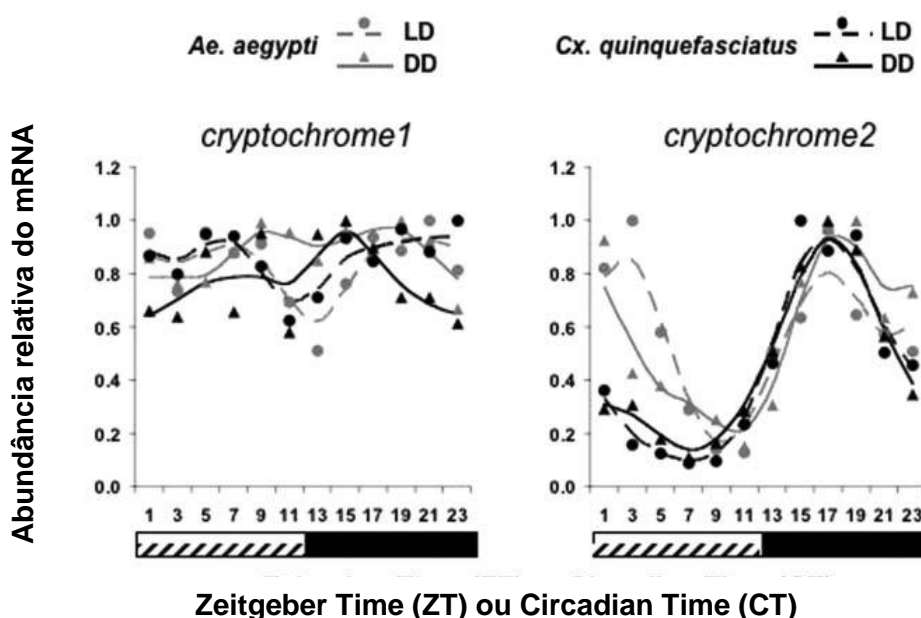 Ae. aegypti LD DD
Cx. quinquefasciatus LD DD
Abundância relativa do mRNA
cryptochrome1
1.2
1.0
0.8
0.6
0.4
0.2
0.0
1 3 5 7 9 11 13 15 17 19 21 23
cryptochrome2
1.2
1.0
0.8
0.6
0.4
0.2
0.0
1 3 5 7 9 11 13 15 17 19 21 23
Zeitgeber Time (ZT) ou Circadian Time (CT)